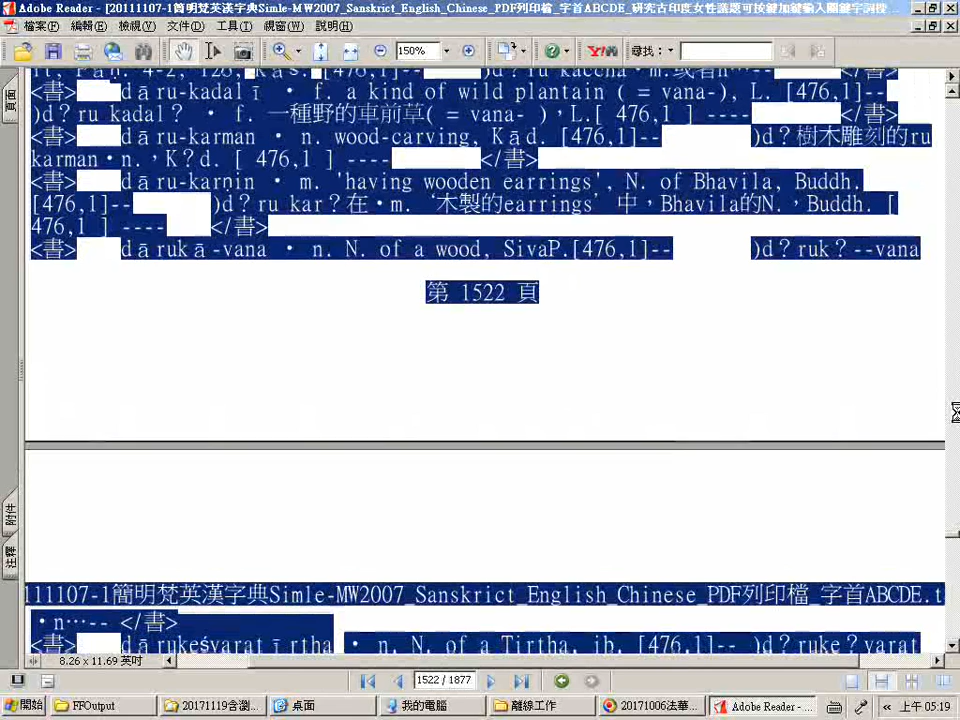 Adobe Reader - [20111107-1簡明梵英漢字典Simle-MW2007_Sanskrict_English_Chinese_PDF列印檔_字首ABCDE_研究古印度女性議題可按鍵加鍵輸入關鍵字詞搜
檔案(F) 編輯(E) 檢視(V) 文件(D) 工具(T) 視窗(W) 說明(H)
150% Y! 尋找:
頁面
<書> dāru-kadalī · f. a kind of wild plantain ( = vana-), L. [476,1]--
)d?ru kadal? · f. 一種野的車前草( = vana- ),L.[ 476,1 ] ---- </書>
<書> dāru-karman · n. wood-carving, Kād. [476,1]-- )d?樹木雕刻的ru
karman·n.,K?d. [ 476,1 ] ---- </書>
<書> dāru-karṇin · m. 'having wooden earrings', N. of Bhavila, Buddh.
[476,1]-- )d?ru kar?在·m.‘木製的earrings’中,Bhavila的N.,Buddh. [
476,1 ] ---- </書>
<書> dārukā-vana · n. N. of a wood, SivaP.[476,1]-- )d?ruk?--vana
第 1522 頁
附件
註釋
111107-1簡明梵英漢字典Simle-MW2007_Sanskrict_English_Chinese_PDF列印檔_字首ABCDE.t
·n…-- </書>
<書> dārukeśvaratīrtha · n. N. of a Tirtha, ib. [476,1]-- )d?ruke?varat
8.26 x 11.69 英吋
1522 / 1877
開始 FFOutput 20171119含瀏... 桌面 我的電腦 離線工作 20171006法華... Adobe Reader - [... 上午 05:19